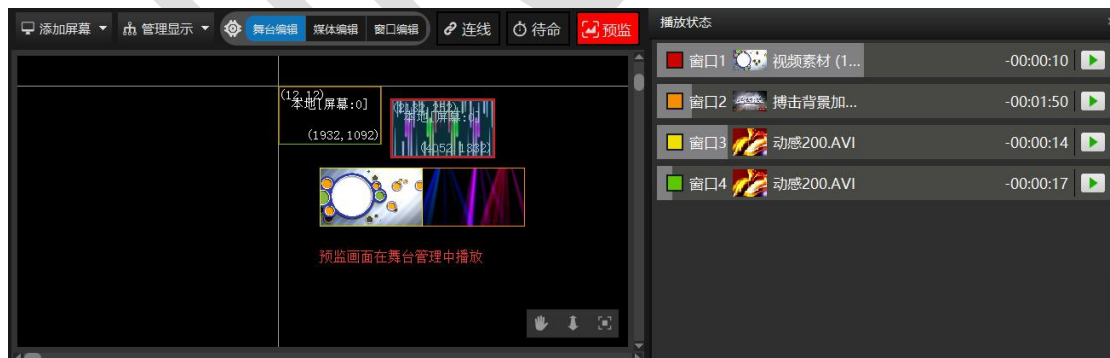 添加屏幕 管理显示 舞台编辑 媒体编辑 窗口编辑 连线 待命 预监
播放状态
窗口1 视频素材 (1... -00:00:10
窗口2 搏击背景加... -00:01:50
窗口3 动感200.AVI -00:00:14
窗口4 动感200.AVI -00:00:17
(12,12)
本地[屏幕:0]
(1932,1092)
本地[屏幕:0]
预监画面在舞台管理中播放